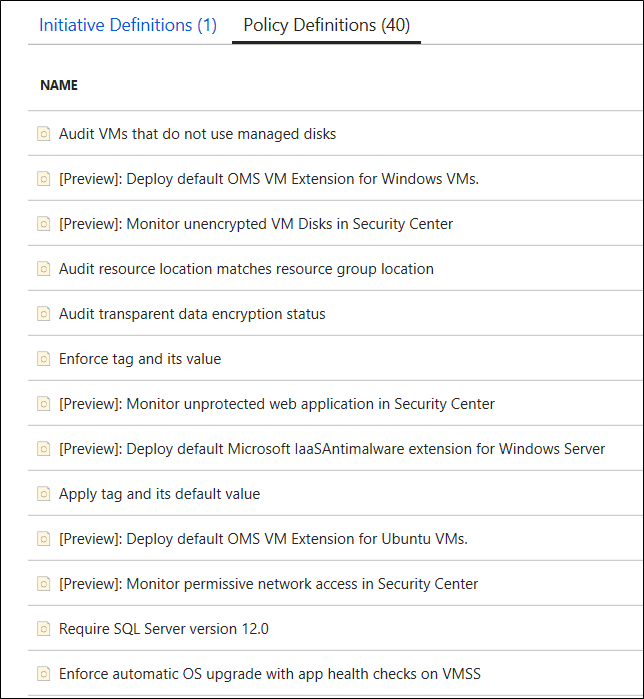 Initiative Definitions (1) Policy Definitions (40)
NAME
Audit VMs that do not use managed disks
[Preview]: Deploy default OMS VM Extension for Windows VMs.
[Preview]: Monitor unencrypted VM Disks in Security Center
Audit resource location matches resource group location
Audit transparent data encryption status
Enforce tag and its value
[Preview]: Monitor unprotected web application in Security Center
[Preview]: Deploy default Microsoft IaaSAntimalware extension for Windows Server
Apply tag and its default value
[Preview]: Deploy default OMS VM Extension for Ubuntu VMs.
[Preview]: Monitor permissive network access in Security Center
Require SQL Server version 12.0
Enforce automatic OS upgrade with app health checks on VMSS